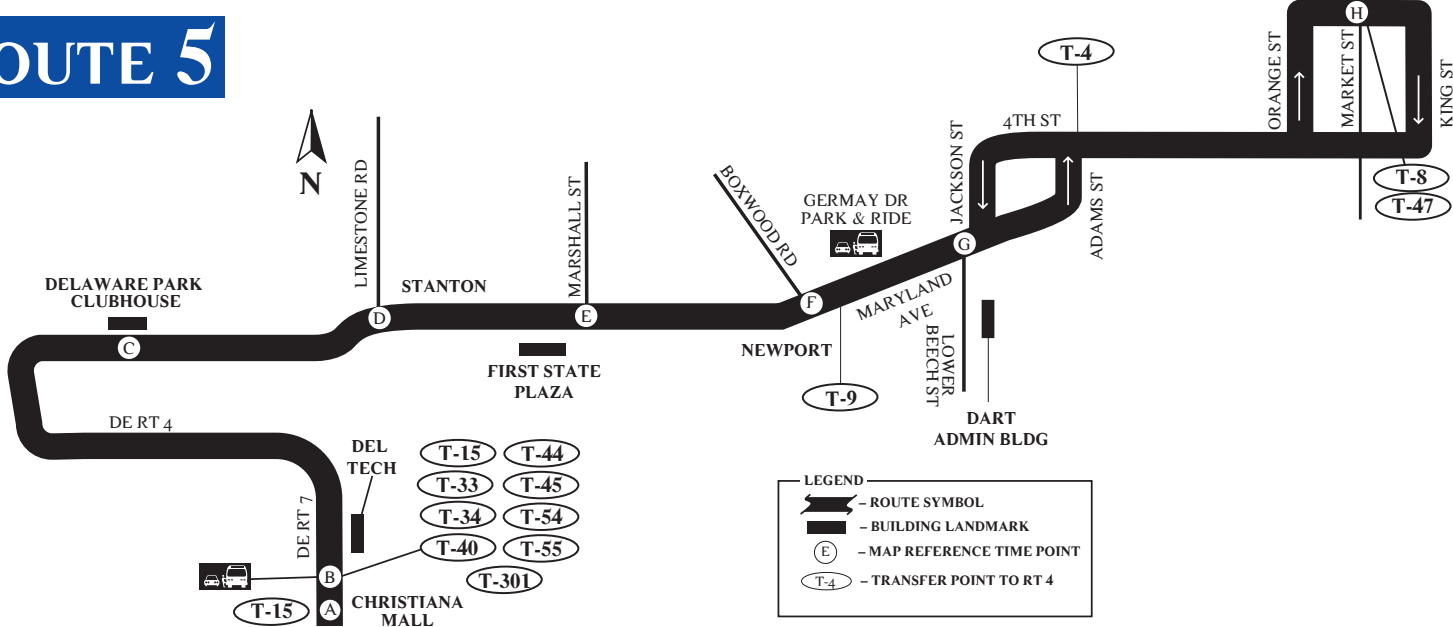 OUTE 5
N
LIMESTONE RD
MARSHALL ST
BOXWOOD RD
GERMAY DR
PARK & RIDE
JACKSON ST
4TH ST
T-4
ADAMS ST
ORANGE ST
MARKET ST
H
KING ST
T-8
T-47
DELAWARE PARK
CLUBHOUSE
C
D
STANTON
E
FIRST STATE
PLAZA
F
NEWPORT
MARYLAND
AVE
T-9
G
LOWER
BEECH ST
DART
ADMIN BLDG
DE RT 4
DEL
TECH
DE RT 7
T-15
T-44
T-33
T-45
T-34
T-54
T-40
T-55
T-301
B
T-15
A
CHRISTIANA
MALL
LEGEND
– ROUTE SYMBOL
– BUILDING LANDMARK
E – MAP REFERENCE TIME POINT
T-4 – TRANSFER POINT TO RT 4